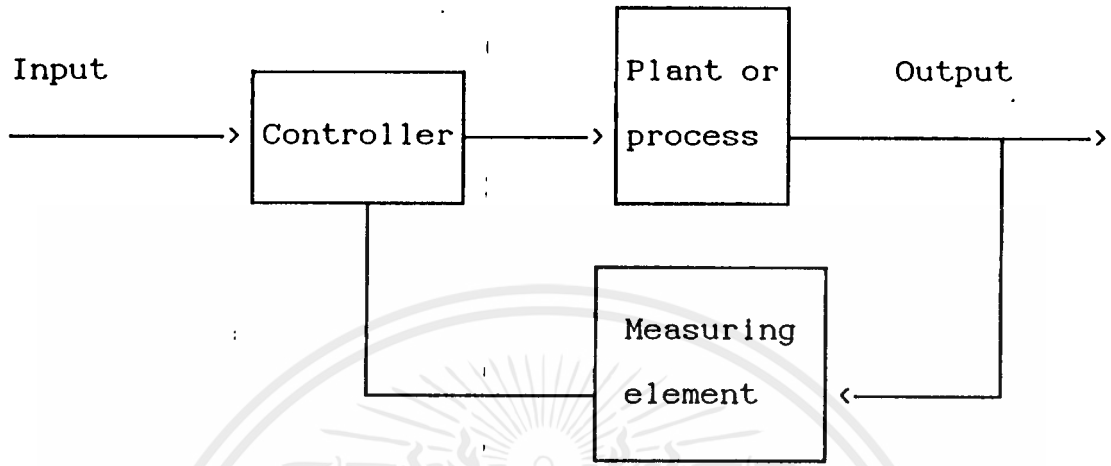 Input
Controller
Plant or
process
Output
Measuring
element